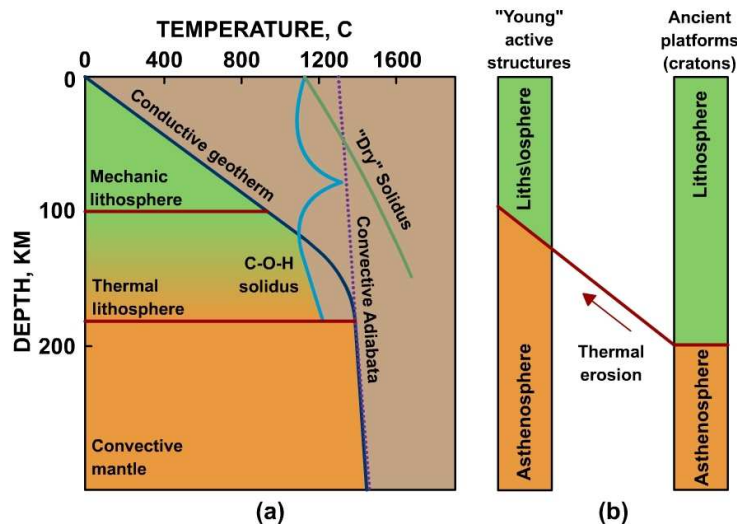 TEMPERATURE, C
0 400 800 1200 1600
0
100
200
DEPTH, KM
Conductive geotherm
"Dry" Solidus
Mechanic
lithosphere
C-O-H
solidus
Convective Adiabata
Thermal
lithosphere
Convective
mantle
(a)
"Young"
active
structures
Ancient
platforms
(cratons)
Liths\osphere
Lithosphere
Thermal
erosion
Asthenosphere
Asthenosphere
(b)